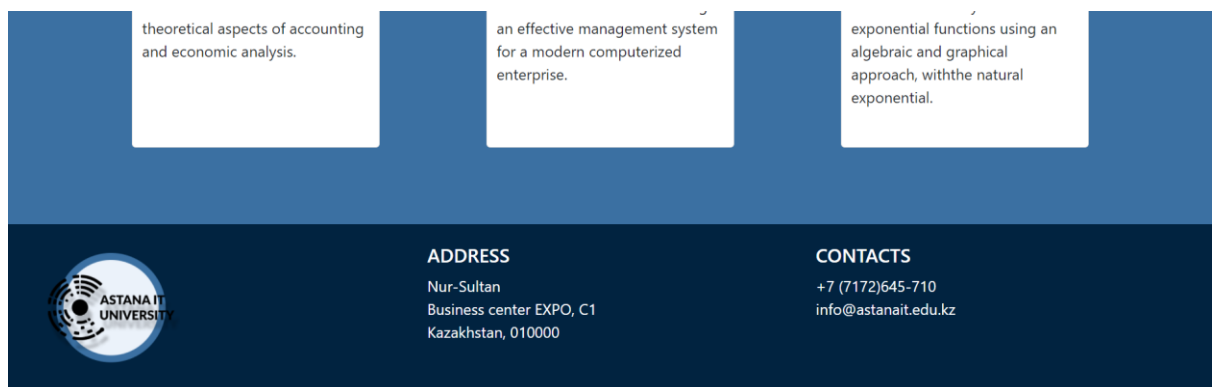 theoretical aspects of accounting
and economic analysis.
an effective management system
for a modern computerized
enterprise.
exponential functions using an
algebraic and graphical
approach, withthe natural
exponential.
ASTANA IT
UNIVERSITY
ADDRESS
Nur-Sultan
Business center EXPO, C1
Kazakhstan, 010000
CONTACTS
+7 (7172)645-710
info@astanait.edu.kz